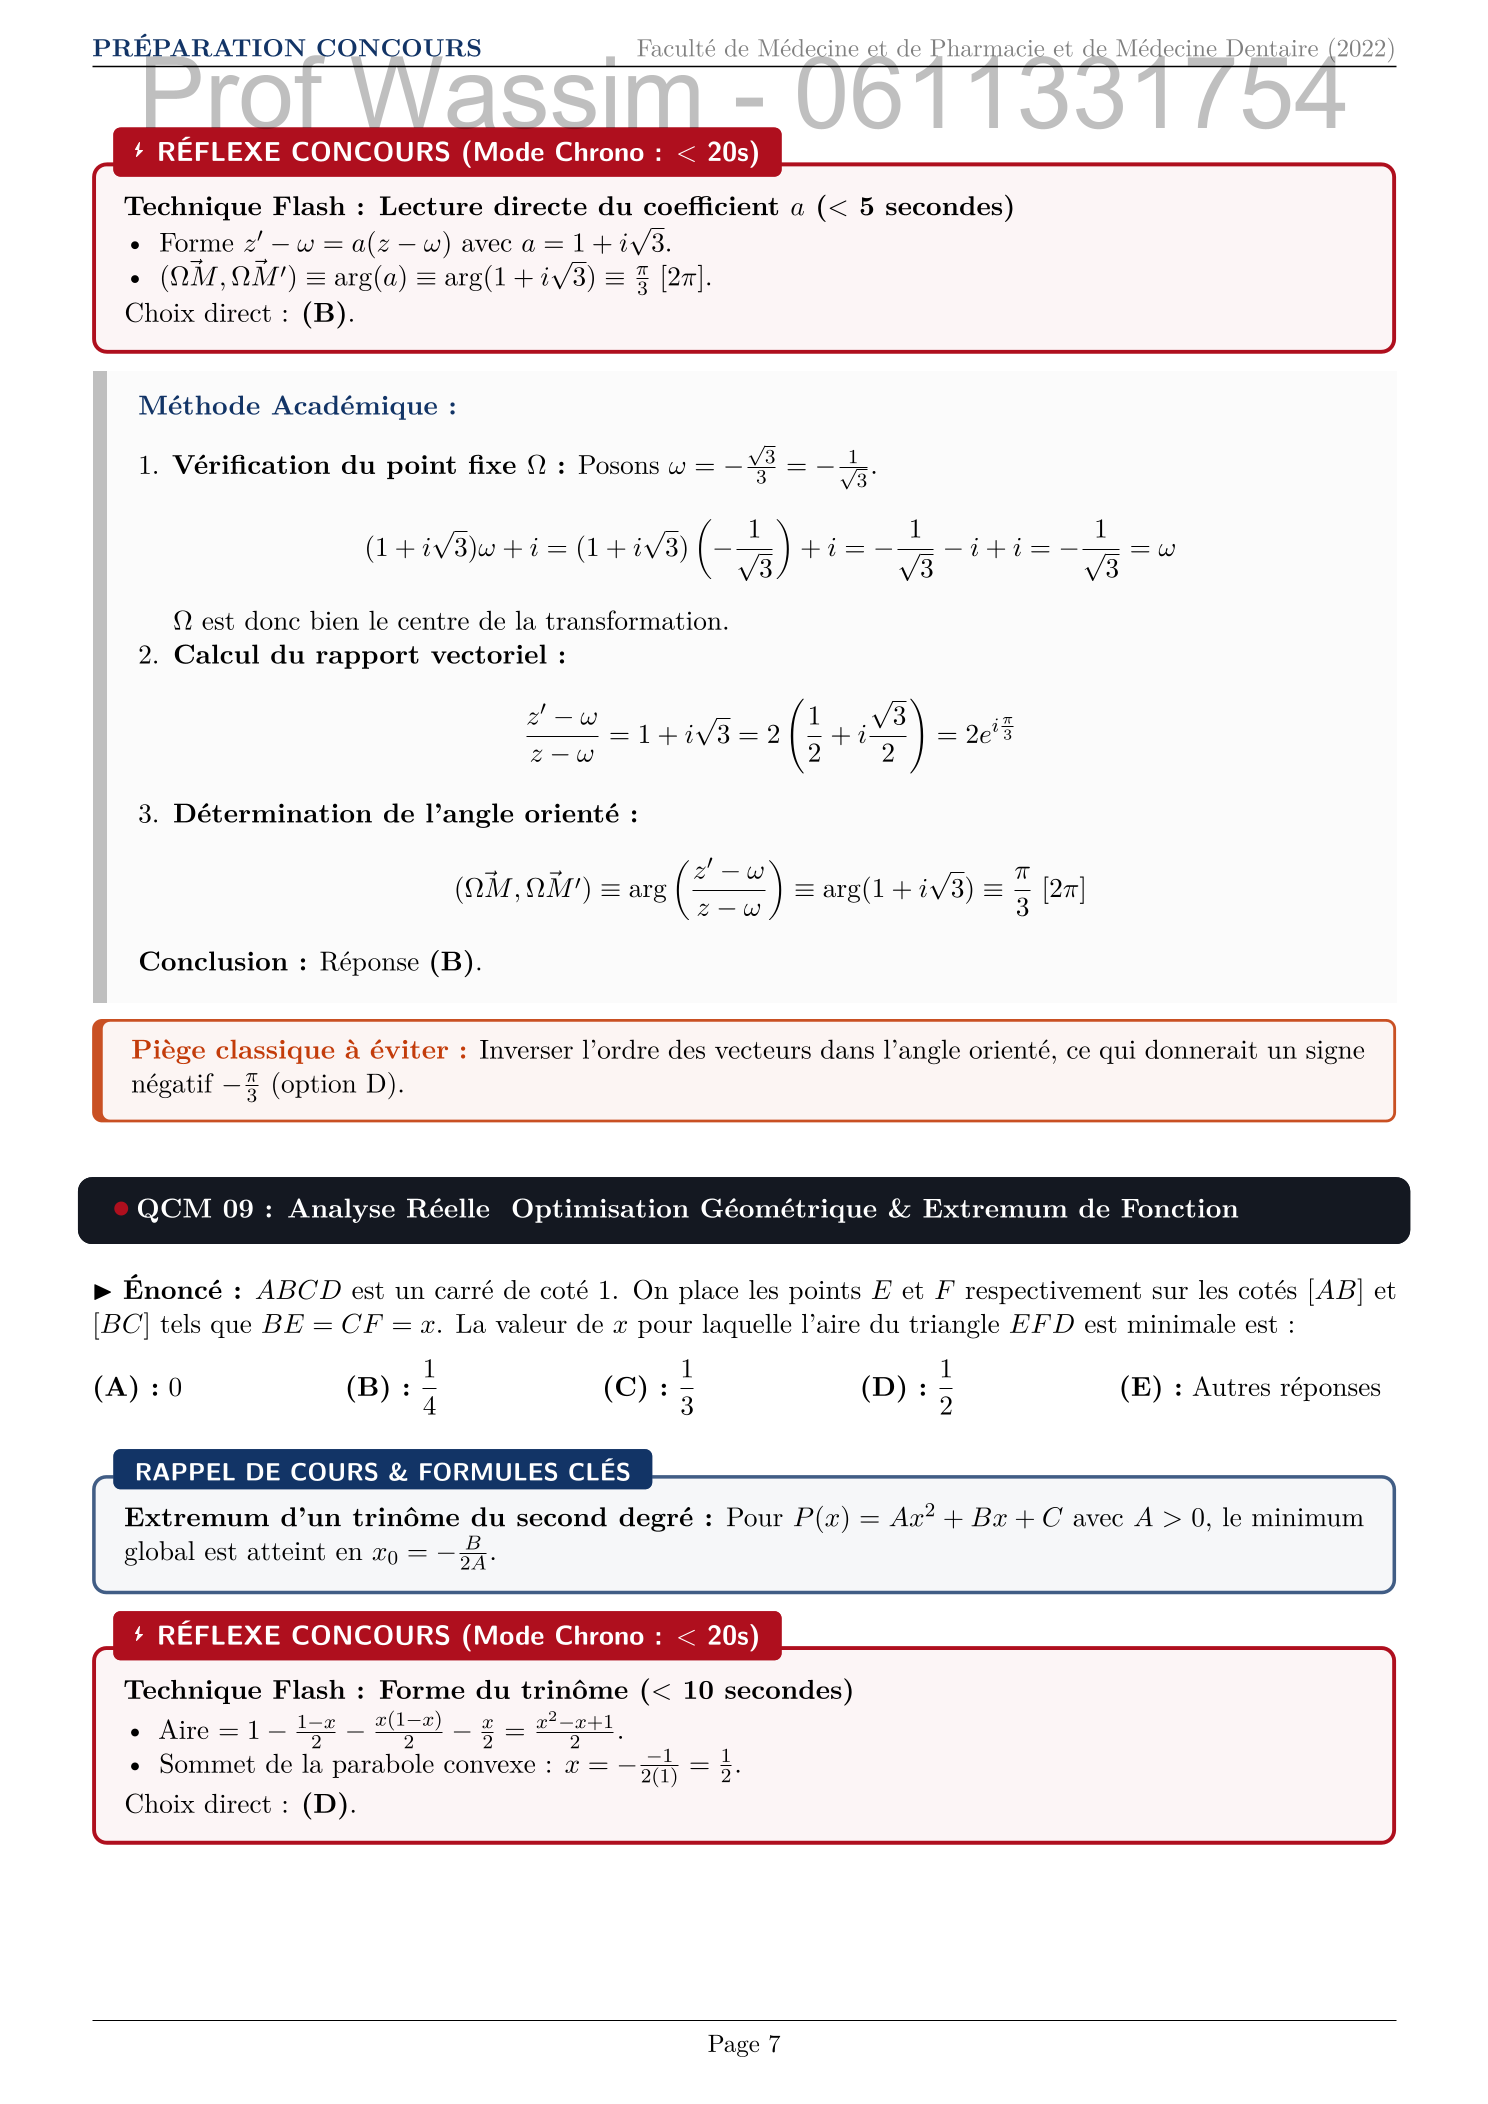 PRÉPARATION CONCOURS Faculté de Médecine et de Pharmacie et de Médecine Dentaire (2022)
Prof Wassim - 0611331754
RÉFLEXE CONCOURS (Mode Chrono : < 20s)
Technique Flash : Lecture directe du coefficient a (< 5 secondes)
• Forme z′ − ω = a(z − ω) avec a = 1 + i√3.
• (ΩM⃗, ΩM⃗′) ≡ arg(a) ≡ arg(1 + i√3) ≡ π/3 [2π].
Choix direct : (B).
Méthode Académique :
1. Vérification du point fixe Ω : Posons ω = −√3/3 = −1/√3.
(1 + i√3)ω + i = (1 + i√3)(−1/√3) + i = −1/√3 − i + i = −1/√3 = ω
Ω est donc bien le centre de la transformation.
2. Calcul du rapport vectoriel :
(z′ − ω)/(z − ω) = 1 + i√3 = 2(1/2 + i√3/2) = 2e^{iπ/3}
3. Détermination de l'angle orienté :
(ΩM⃗, ΩM⃗′) ≡ arg((z′ − ω)/(z − ω)) ≡ arg(1 + i√3) ≡ π/3 [2π]
Conclusion : Réponse (B).
Piège classique à éviter : Inverser l'ordre des vecteurs dans l'angle orienté, ce qui donnerait un signe
négatif −π/3 (option D).
● QCM 09 : Analyse Réelle Optimisation Géométrique & Extremum de Fonction
▶ Énoncé : ABCD est un carré de coté 1. On place les points E et F respectivement sur les cotés [AB] et
[BC] tels que BE = CF = x. La valeur de x pour laquelle l'aire du triangle EFD est minimale est :
(A) : 0 (B) : 1/4 (C) : 1/3 (D) : 1/2 (E) : Autres réponses
RAPPEL DE COURS & FORMULES CLÉS
Extremum d'un trinôme du second degré : Pour P(x) = Ax² + Bx + C avec A > 0, le minimum
global est atteint en x₀ = −B/2A.
RÉFLEXE CONCOURS (Mode Chrono : < 20s)
Technique Flash : Forme du trinôme (< 10 secondes)
• Aire = 1 − (1−x)/2 − x(1−x)/2 − x/2 = (x²−x+1)/2.
• Sommet de la parabole convexe : x = −(−1)/2(1) = 1/2.
Choix direct : (D).
Page 7